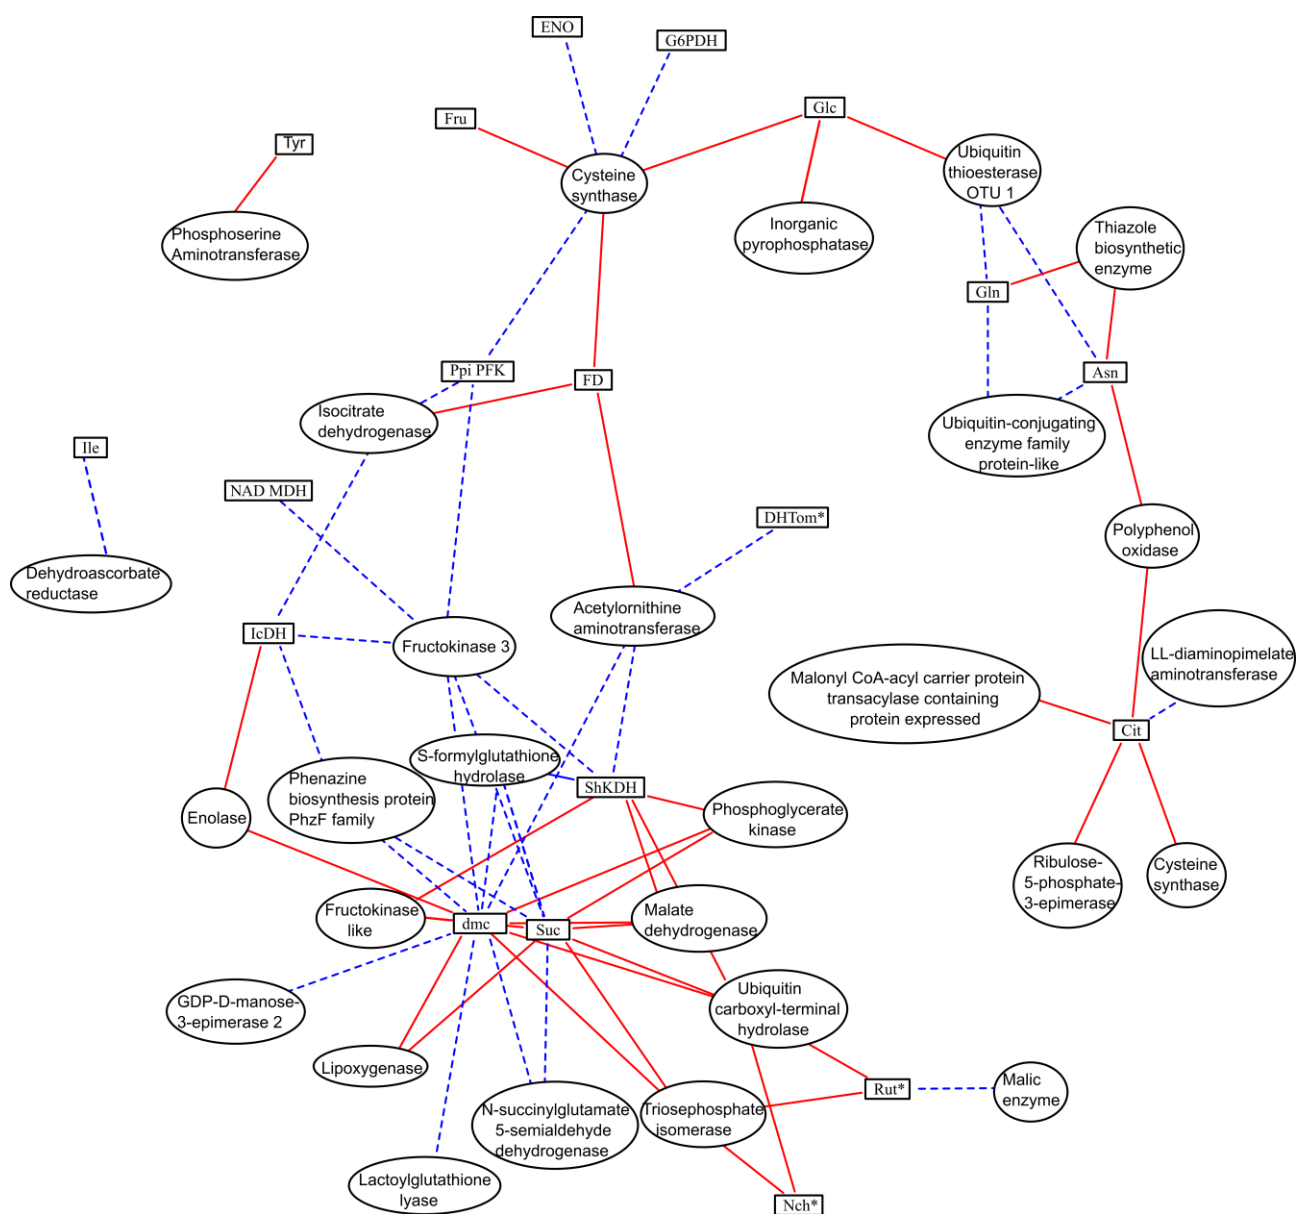 ENO
G6PDH
Fru
Glc
Tyr
Cysteine
synthase
Ubiquitin
thioesterase
OTU 1
Phosphoserine
Aminotransferase
Inorganic
pyrophosphatase
Thiazole
biosynthetic
enzyme
Gln
Ppi PFK
FD
Asn
Isocitrate
dehydrogenase
Ubiquitin-conjugating
enzyme family
protein-like
Ile
NAD MDH
DHTom*
Polyphenol
oxidase
Dehydroascorbate
reductase
Acetylornithine
aminotransferase
IcDH
Fructokinase 3
LL-diaminopimelate
aminotransferase
Malonyl CoA-acyl carrier protein
transacylase containing
protein expressed
Cit
S-formylglutathione
hydrolase
ShKDH
Phenazine
biosynthesis protein
PhzF family
Enolase
Phosphoglycerate
kinase
Ribulose-
5-phosphate-
3-epimerase
Cysteine
synthase
Fructokinase
like
dmc
Suc
Malate
dehydrogenase
GDP-D-manose-
3-epimerase 2
Ubiquitin
carboxyl-terminal
hydrolase
Lipoxygenase
Rut*
Malic
enzyme
N-succinylglutamate
5-semialdehyde
dehydrogenase
Triosephosphate
isomerase
Lactoylglutathione
lyase
Nch*